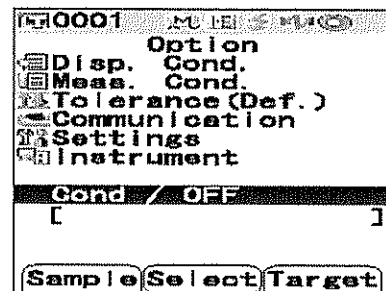 0001
Option
Disp. Cond.
Meas. Cond.
Tolerance(Def.)
Communication
Settings
Instrument
Cond / OFF
[ ]
Sample Select Target